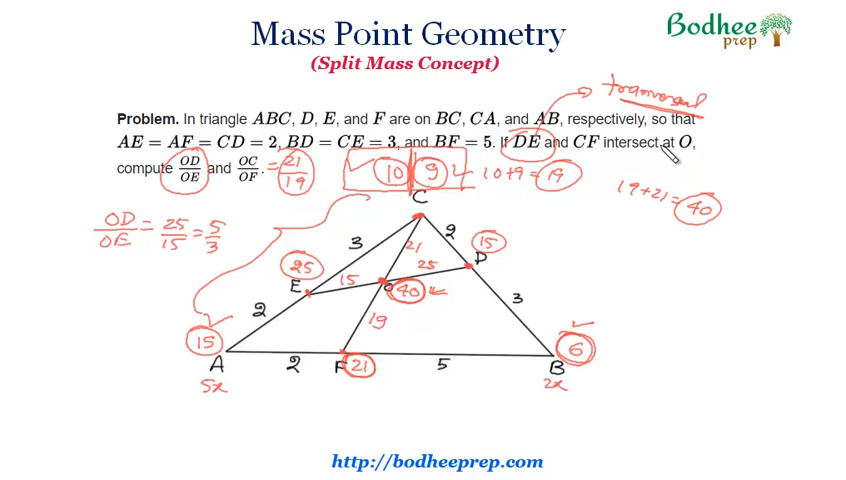 Mass Point Geometry
(Split Mass Concept)
Bodhee
prep
transversal
Problem. In triangle ABC, D, E, and F are on BC, CA, and AB, respectively, so that
AE = AF = CD = 2, BD = CE = 3, and BF = 5. If DE and CF intersect at O,
compute OD/OE and OC/OF. = 21/19
10 9 10+9 = 19
19+21 = 40
OD/OE = 25/15 = 5/3
C
3 2
21
25 15
E 15 25 D
O 40
2 19 3
15 6
A 2 F 21 5 B
5x 2x
http://bodheeprep.com